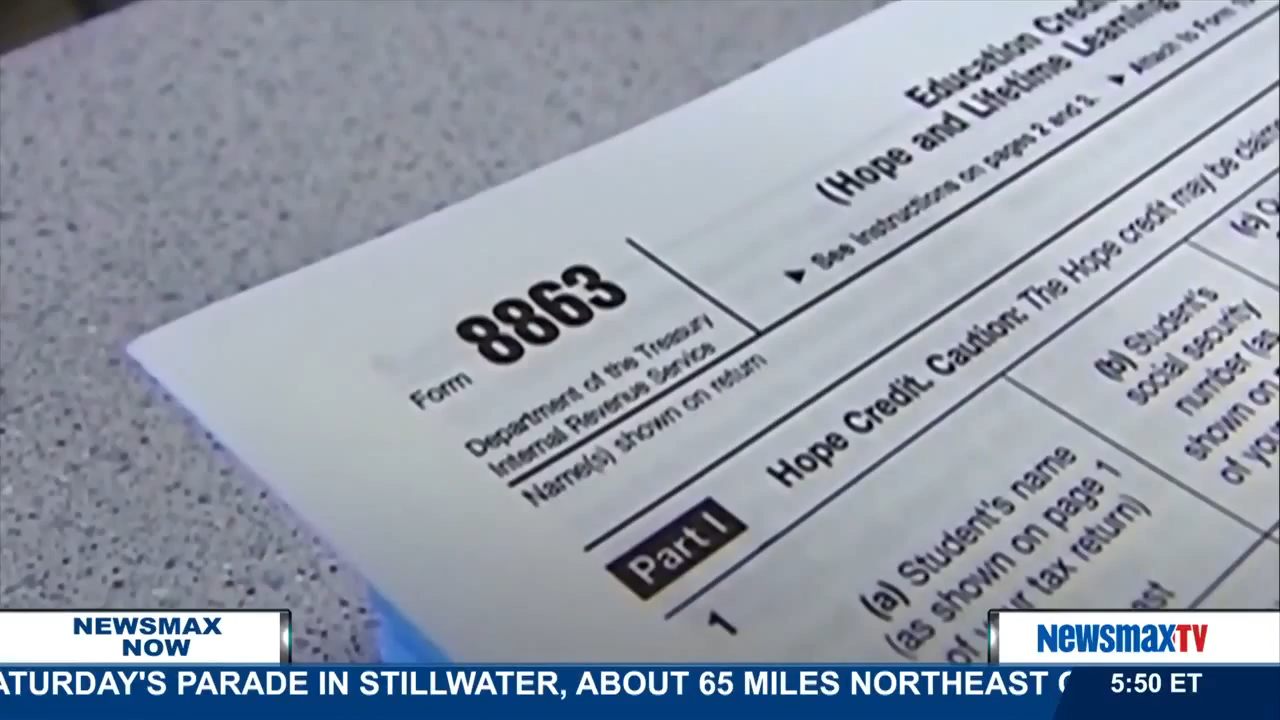 Education Credits
(Hope and Lifetime Learning
▶ See instructions on pages 2 and 3. ▶ Attach to Form
Form 8863
Department of the Treasury
Internal Revenue Service
Name(s) shown on return
Part I Hope Credit. Caution: The Hope credit may be claim
1
(a) Student's name
(as shown on page 1
of your tax return)
(b) Student's
social security
number (as
shown on
of you
(c)
NEWSMAX
NOW
NEWSMAXTV
ATURDAY'S PARADE IN STILLWATER, ABOUT 65 MILES NORTHEAST
5:50 ET